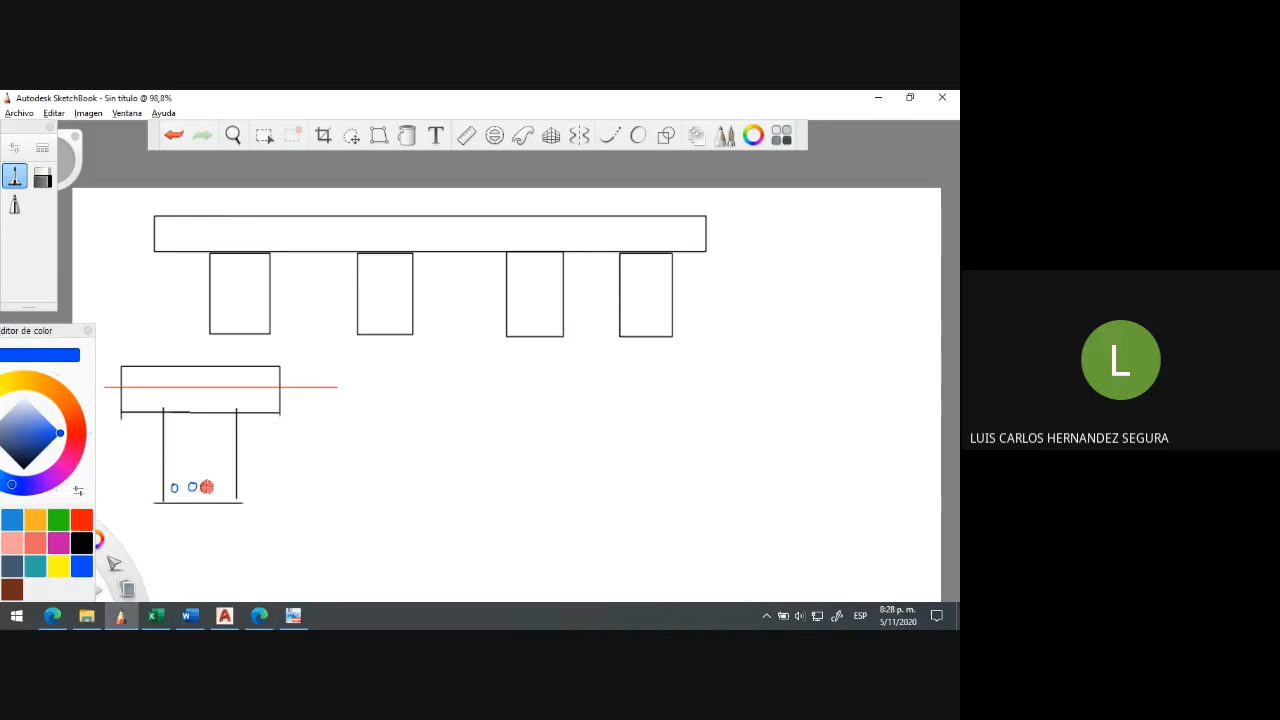 Autodesk SketchBook - Sin título @ 98,8%
Archivo Editar Imagen Ventana Ayuda
T
ditor de color
L
LUIS CARLOS HERNANDEZ SEGURA
X W A
ESP
8:28 p. m.
5/11/2020